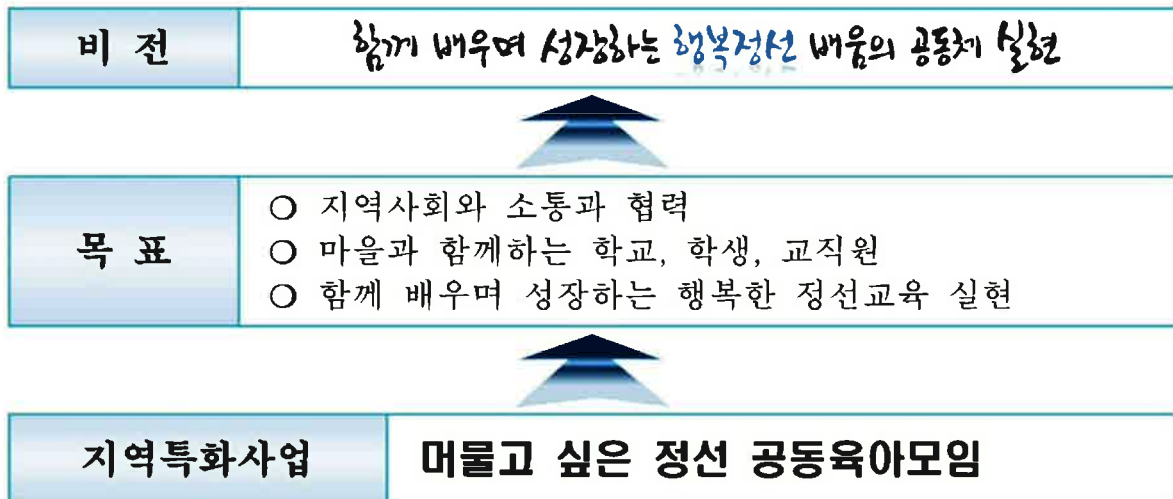 비 전
함께 배우며 성장하는 행복정선 배움의 공동체 실현
목 표
○ 지역사회와 소통과 협력
○ 마을과 함께하는 학교, 학생, 교직원
○ 함께 배우며 성장하는 행복한 정선교육 실현
지역특화사업
머물고 싶은 정선 공동육아모임